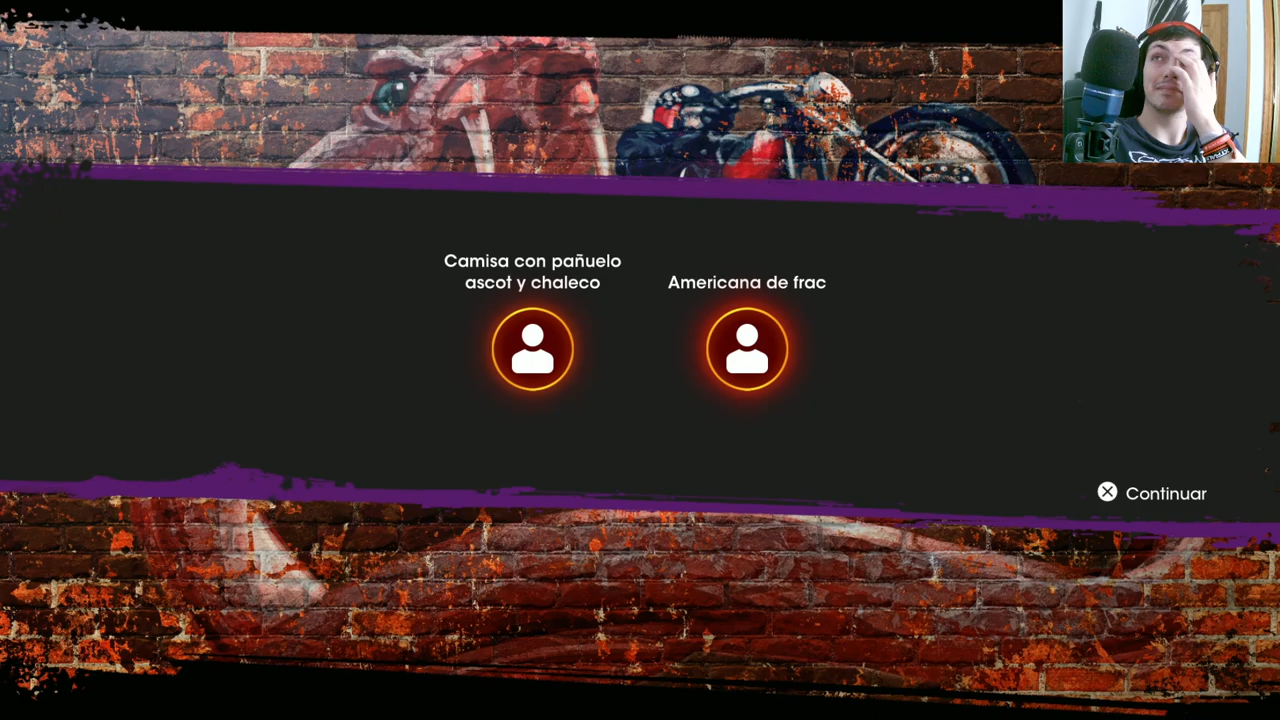 Camisa con pañuelo
ascot y chaleco
Americana de frac
Continuar